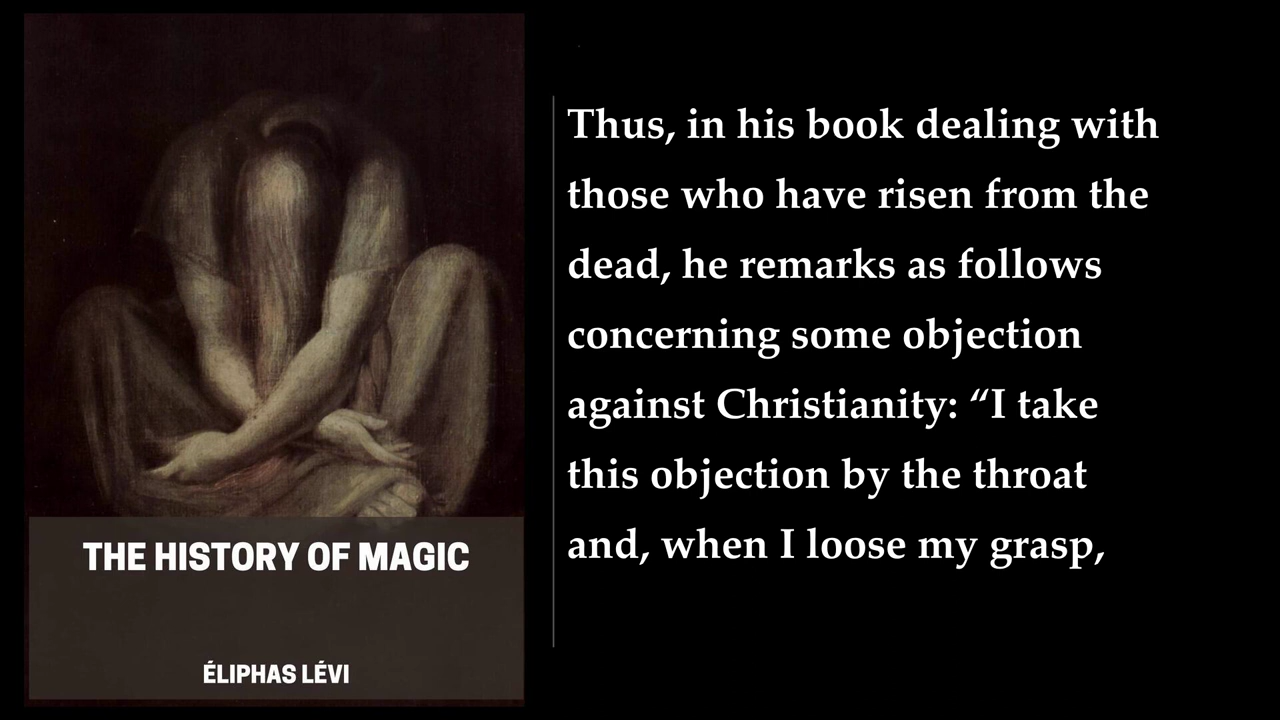 THE HISTORY OF MAGIC
ÉLIPHAS LÉVI
Thus, in his book dealing with
those who have risen from the
dead, he remarks as follows
concerning some objection
against Christianity: “I take
this objection by the throat
and, when I loose my grasp,